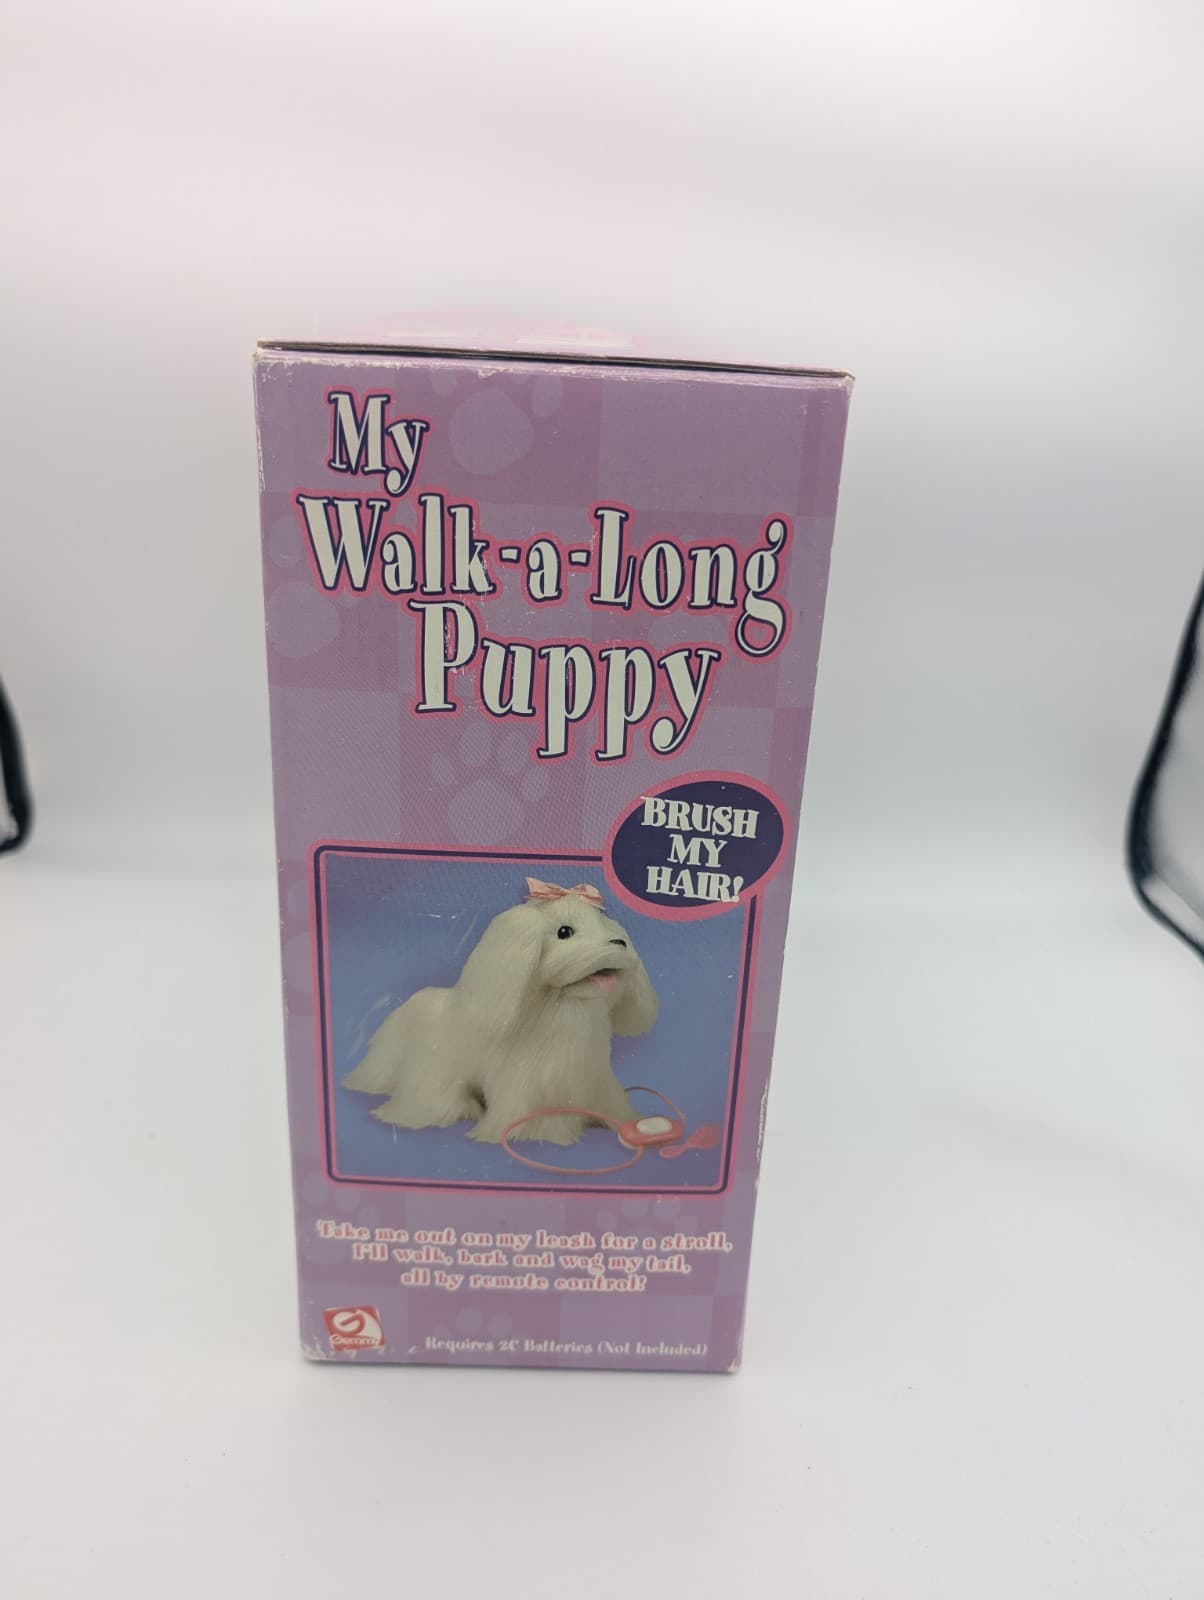 My
Walk-a-Long
Puppy
BRUSH
MY
HAIR!
Take me out on my leash for a stroll,
I'll walk, bark and wag my tail,
all by remote control!
Gemmy
Requires 2C Batteries (Not Included)